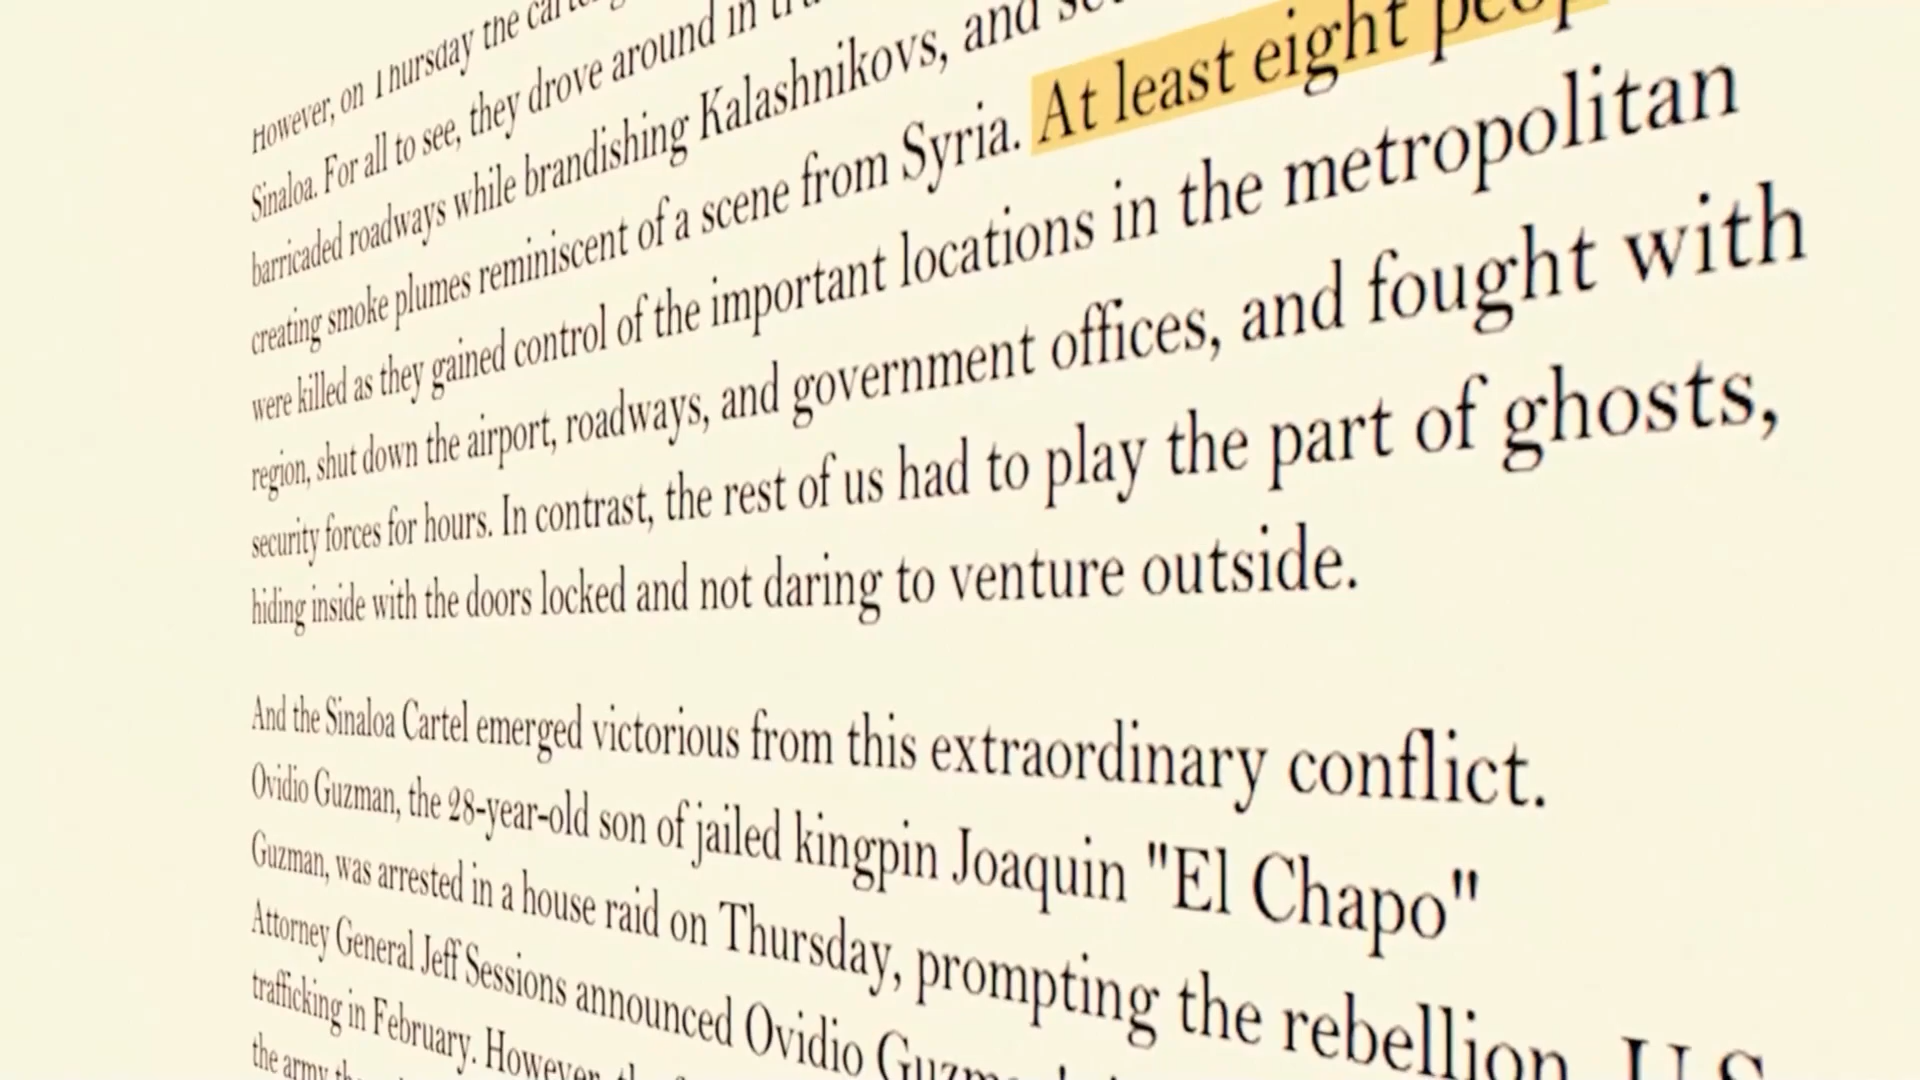 However, on Thursday the
Sinaloa. For all to see, they drove around in
barricaded roadways while brandishing Kalashnikovs, and
creating smoke plumes reminiscent of a scene from Syria. At least eight
were killed as they gained control of the important locations in the metropolitan
region, shut down the airport, roadways, and government offices, and fought with
security forces for hours. In contrast, the rest of us had to play the part of ghosts,
hiding inside with the doors locked and not daring to venture outside.
And the Sinaloa Cartel emerged victorious from this extraordinary conflict.
Ovidio Guzman, the 28-year-old son of jailed kingpin Joaquin "El Chapo"
Guzman, was arrested in a house raid on Thursday, prompting the rebellion. U.S.
Attorney General Jeff Sessions announced Ovidio
trafficking in February. However,
the army